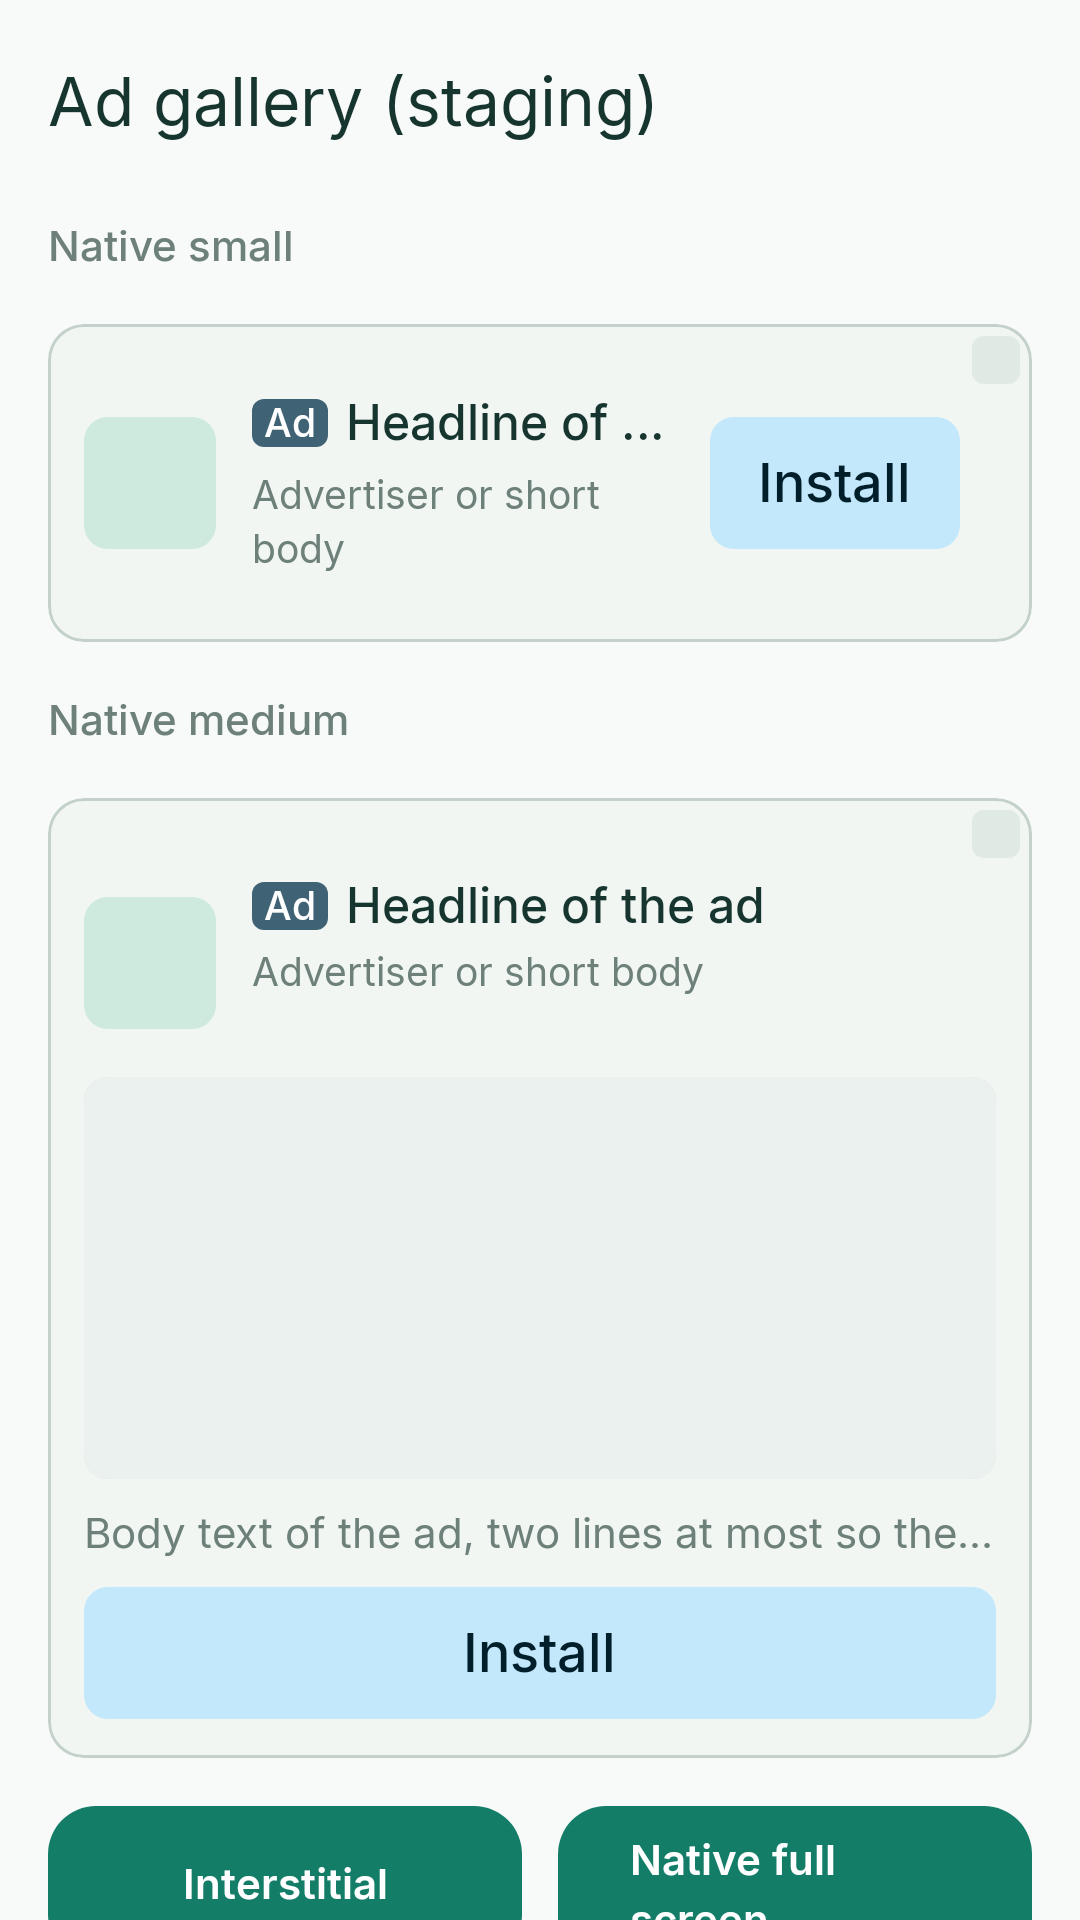 Ad gallery (staging)
Native small
Ad Headline of ...
Advertiser or short
body
Install
Native medium
Ad Headline of the ad
Advertiser or short body
Body text of the ad, two lines at most so the...
Install
Interstitial
Native full
screen